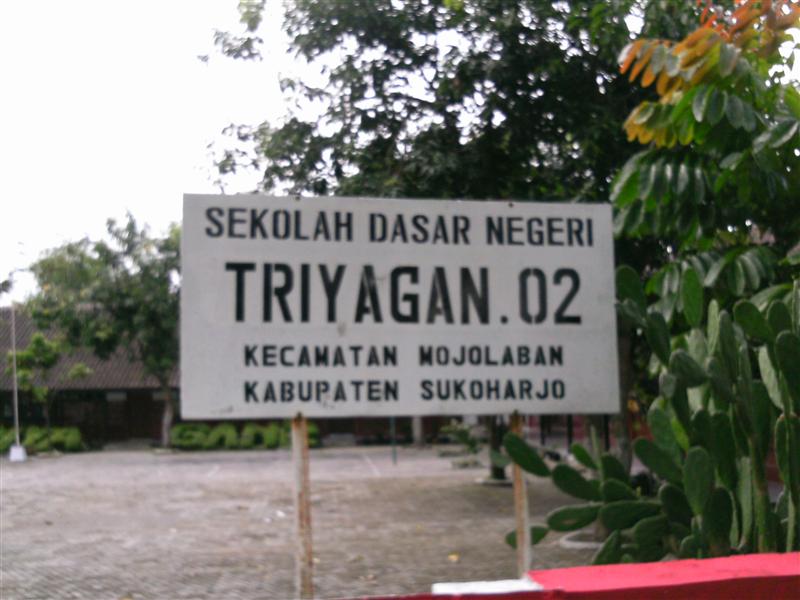 SEKOLAH DASAR NEGERI
TRIYAGAN.02
KECAMATAN MOJOLABAN
KABUPATEN SUKOHARJO